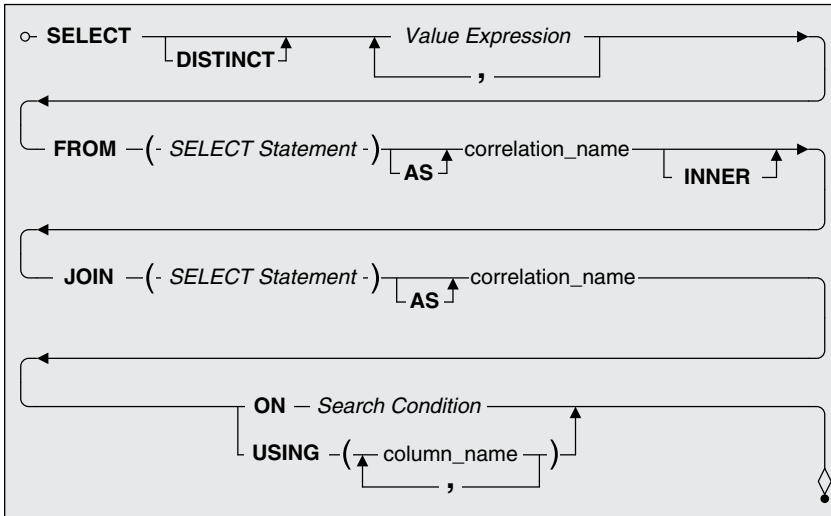 SELECT Value Expression
DISTINCT ,
FROM ( SELECT Statement ) correlation_name
AS INNER
JOIN ( SELECT Statement ) correlation_name
AS
ON Search Condition
USING ( column_name )
,